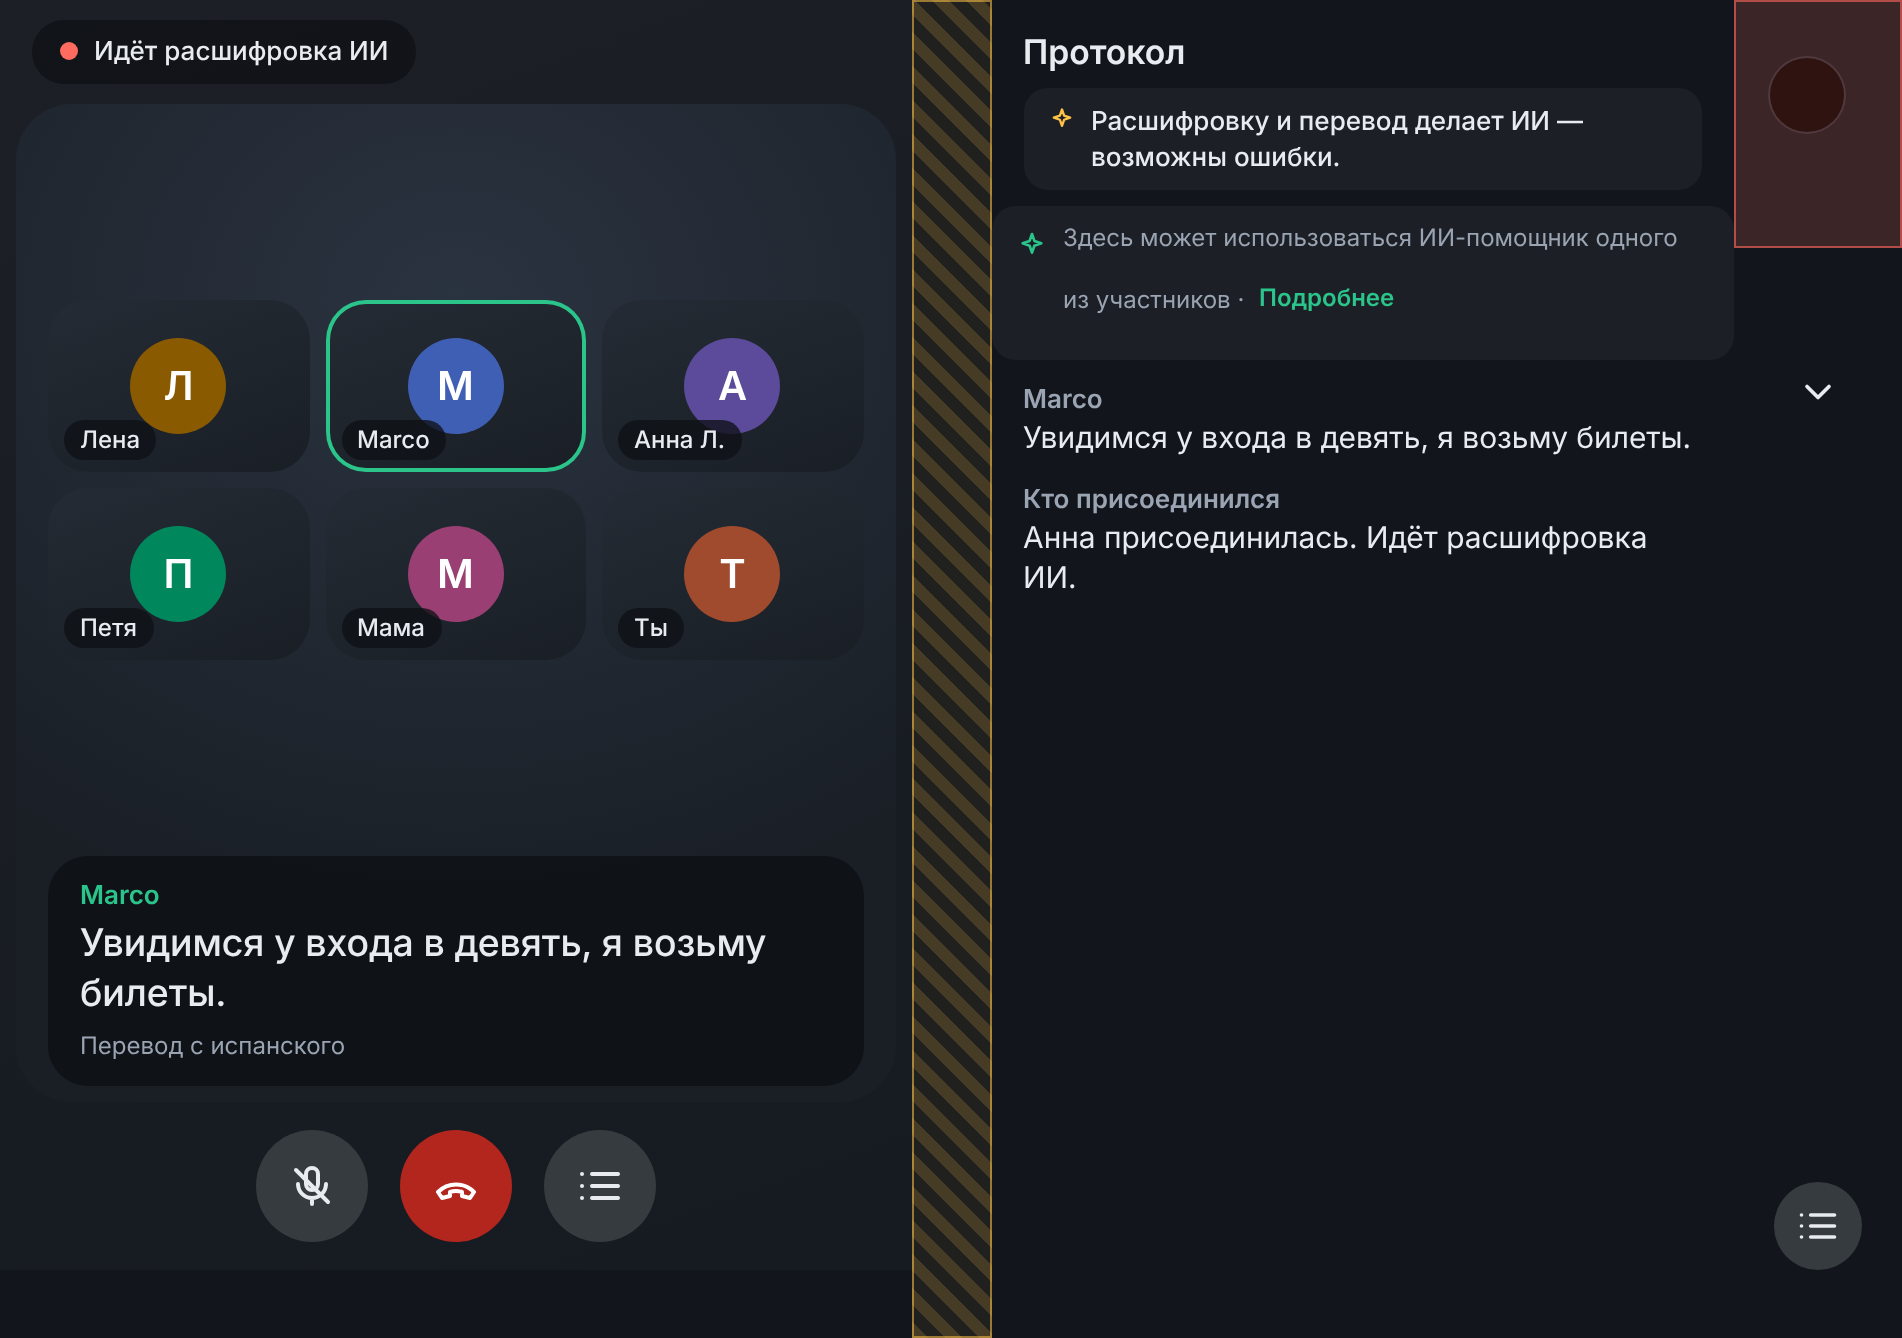 Идёт расшифровка ИИ
Л
Лена
М
Marco
А
Анна Л.
П
Петя
М
Мама
Т
Ты
Marco
Увидимся у входа в девять, я возьму
билеты.
Перевод с испанского
Протокол
Расшифровку и перевод делает ИИ —
возможны ошибки.
Здесь может использоваться ИИ-помощник одного
из участников · Подробнее
Marco
Увидимся у входа в девять, я возьму билеты.
Кто присоединился
Анна присоединилась. Идёт расшифровка
ИИ.